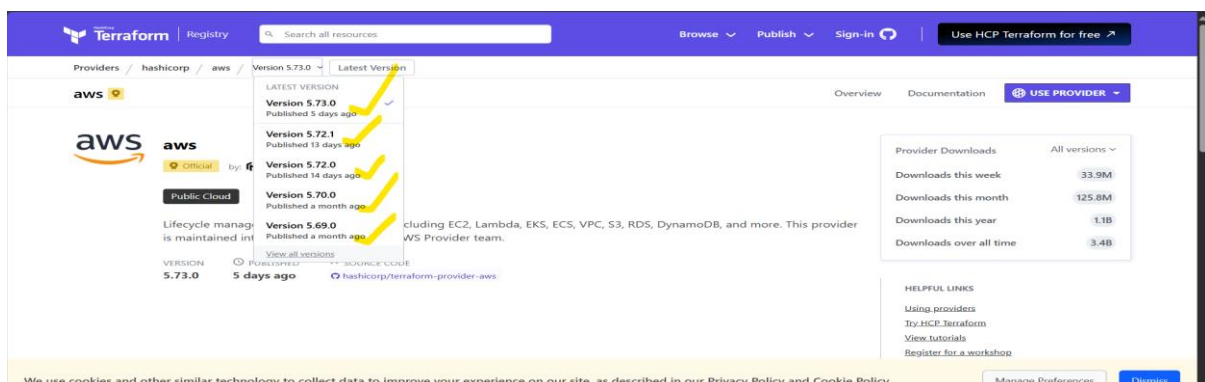 HashiCorp
Terraform Registry Search all resources Browse Publish Sign-in Use HCP Terraform for free
Providers / hashicorp / aws / Version 5.73.0 Latest Version
aws Overview Documentation USE PROVIDER
LATEST VERSION
Version 5.73.0
Published 5 days ago
Version 5.72.1
Published 13 days ago
Version 5.72.0
Published 14 days ago
Version 5.70.0
Published a month ago
Version 5.69.0
Published a month ago
View all versions
aws aws
Official by:
Public Cloud
Lifecycle manag cluding EC2, Lambda, EKS, ECS, VPC, S3, RDS, DynamoDB, and more. This provider
is maintained int WS Provider team.
VERSION PUBLISHED SOURCE CODE
5.73.0 5 days ago hashicorp/terraform-provider-aws
Provider Downloads All versions
Downloads this week 33.9M
Downloads this month 125.8M
Downloads this year 1.1B
Downloads over all time 3.4B
HELPFUL LINKS
Using providers
Try HCP Terraform
View tutorials
Register for a workshop
We use cookies and other similar technology to collect data to improve your experience on our site, as described in our Privacy Policy and Cookie Policy. Manage Preferences Dismiss